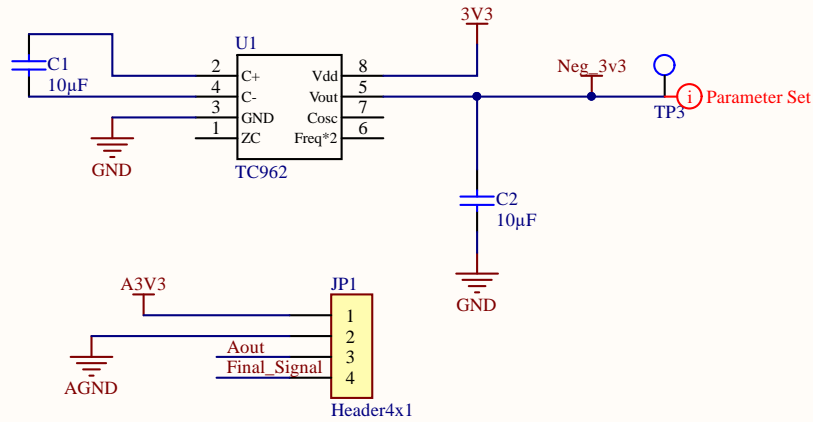 3V3
U1
C1
10µF
2 C+ Vdd 8
4 C- Vout 5
3 GND Cosc 7
1 ZC Freq*2 6
TC962
GND
Neg_3v3
TP3
i Parameter Set
C2
10µF
GND
A3V3
JP1
1
2
Aout 3
Final_Signal 4
AGND
Header4x1